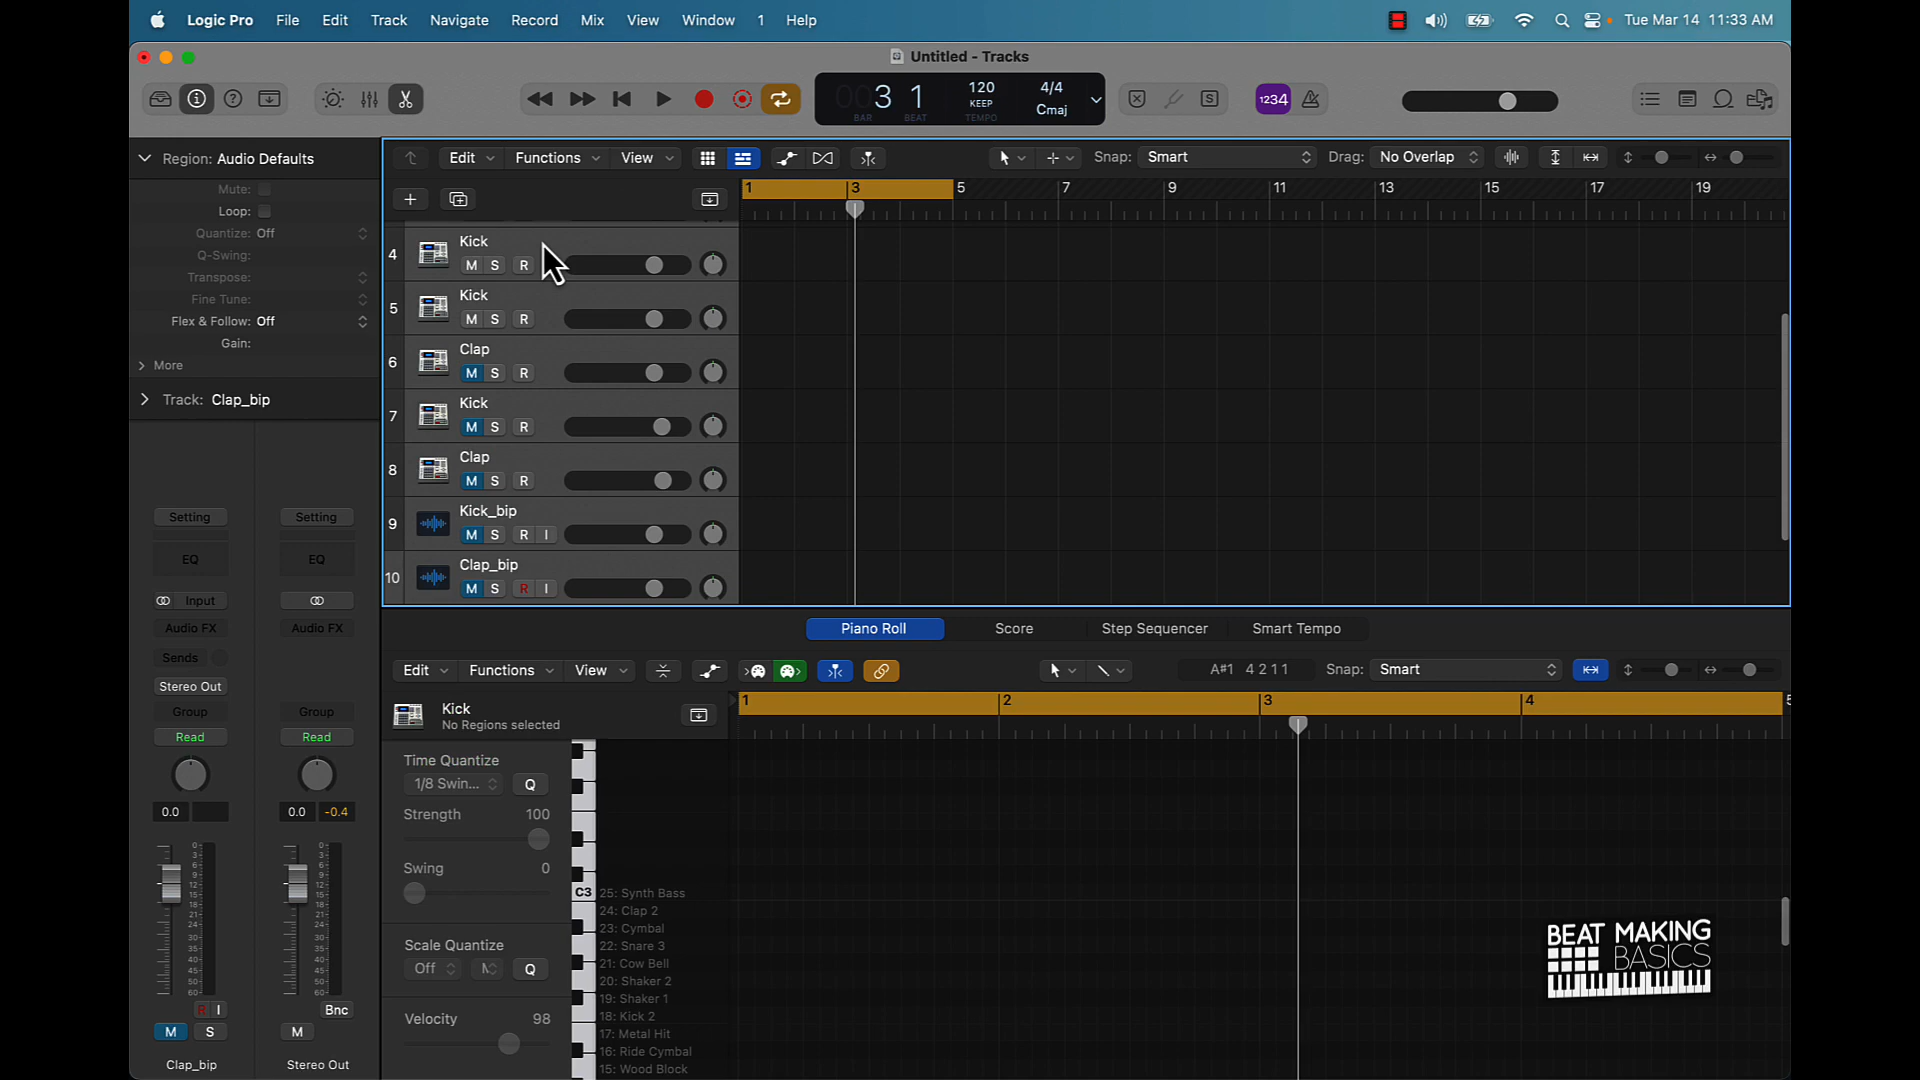 Logic Pro File Edit Track Navigate Record Mix View Window 1 Help Tue Mar 14 11:33 AM
Untitled - Tracks
3 1 120 4/4
KEEP Cmaj
BAR BEAT TEMPO
1234
Region: Audio Defaults
Edit Functions View Snap: Smart Drag: No Overlap
Mute:
Loop:
Quantize: Off
Q-Swing:
Transpose:
Fine Tune:
Flex & Follow: Off
Gain:
More
Track: Clap_bip
1 3 5 7 9 11 13 15 17 19
4 Kick
M S R
5 Kick
M S R
6 Clap
M S R
7 Kick
M S R
8 Clap
M S R
9 Kick_bip
M S R I
10 Clap_bip
M S R I
Setting Setting
EQ EQ
Input
Audio FX Audio FX
Sends
Stereo Out
Group Group
Read Read
0.0 0.0 -0.4
R I Bnc
M S M
Clap_bip Stereo Out
Piano Roll Score Step Sequencer Smart Tempo
Edit Functions View A#1 4 2 1 1 Snap: Smart
Kick
No Regions selected
1 2 3 4 5
Time Quantize
1/8 Swin... Q
Strength 100
Swing 0
Scale Quantize
Off Q
Velocity 98
C3
25: Synth Bass
24: Clap 2
23: Cymbal
22: Snare 3
21: Cow Bell
20: Shaker 2
19: Shaker 1
18: Kick 2
17: Metal Hit
16: Ride Cymbal
15: Wood Block
BEAT MAKING
BASICS